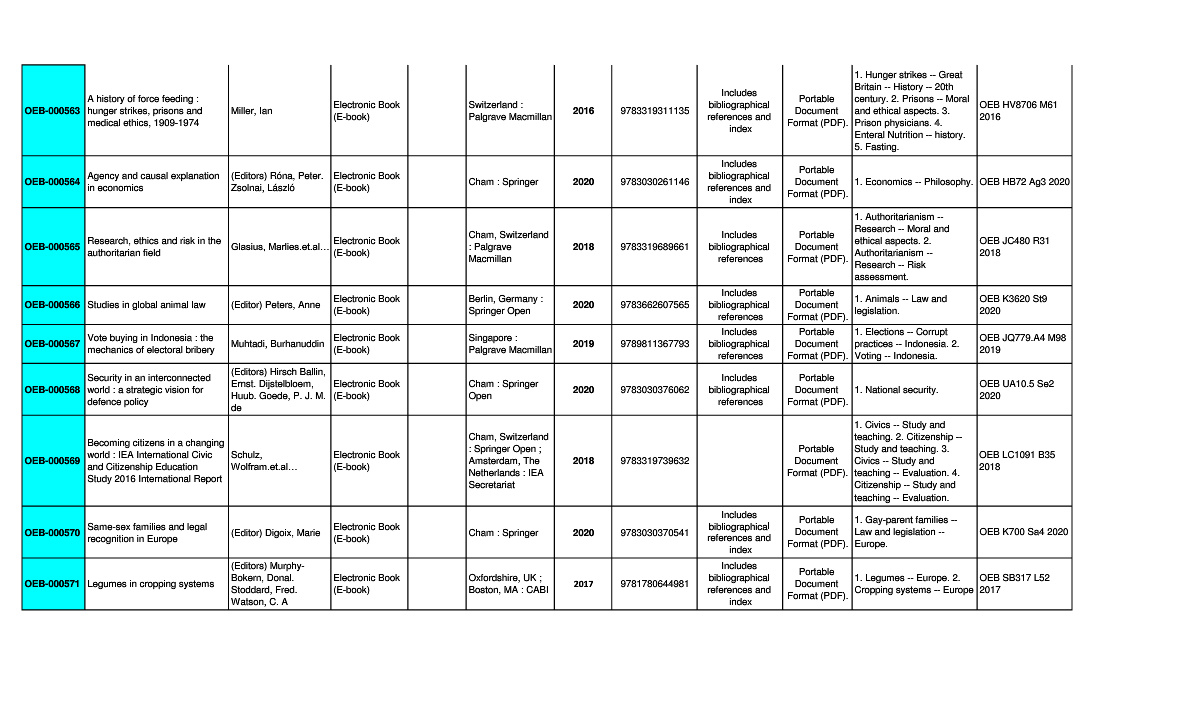 OEB-000563
A history of force feeding :
hunger strikes, prisons and
medical ethics, 1909-1974
Miller, Ian
Electronic Book
(E-book)
Switzerland :
Palgrave Macmillan
2016
9783319311135
Includes
bibliographical
references and
index
Portable
Document
Format (PDF).
1. Hunger strikes -- Great
Britain -- History -- 20th
century. 2. Prisons -- Moral
and ethical aspects. 3.
Prison physicians. 4.
Enteral Nutrition -- history.
5. Fasting.
OEB HV8706 M61
2016
OEB-000564
Agency and causal explanation
in economics
(Editors) Róna, Peter.
Zsolnai, László
Electronic Book
(E-book)
Cham : Springer
2020
9783030261146
Includes
bibliographical
references and
index
Portable
Document
Format (PDF).
1. Economics -- Philosophy.
OEB HB72 Ag3 2020
OEB-000565
Research, ethics and risk in the
authoritarian field
Glasius, Marlies.et.al...
Electronic Book
(E-book)
Cham, Switzerland
: Palgrave
Macmillan
2018
9783319689661
Includes
bibliographical
references
Portable
Document
Format (PDF).
1. Authoritarianism --
Research -- Moral and
ethical aspects. 2.
Authoritarianism --
Research -- Risk
assessment.
OEB JC480 R31
2018
OEB-000566
Studies in global animal law
(Editor) Peters, Anne
Electronic Book
(E-book)
Berlin, Germany :
Springer Open
2020
9783662607565
Includes
bibliographical
references
Portable
Document
Format (PDF).
1. Animals -- Law and
legislation.
OEB K3620 St9
2020
OEB-000567
Vote buying in Indonesia : the
mechanics of electoral bribery
Muhtadi, Burhanuddin
Electronic Book
(E-book)
Singapore :
Palgrave Macmillan
2019
9789811367793
Includes
bibliographical
references
Portable
Document
Format (PDF).
1. Elections -- Corrupt
practices -- Indonesia. 2.
Voting -- Indonesia.
OEB JQ779.A4 M98
2019
OEB-000568
Security in an interconnected
world : a strategic vision for
defence policy
(Editors) Hirsch Ballin,
Ernst. Dijstelbloem,
Huub. Goede, P. J. M.
de
Electronic Book
(E-book)
Cham : Springer
Open
2020
9783030376062
Includes
bibliographical
references
Portable
Document
Format (PDF).
1. National security.
OEB UA10.5 Se2
2020
OEB-000569
Becoming citizens in a changing
world : IEA International Civic
and Citizenship Education
Study 2016 International Report
Schulz,
Wolfram.et.al...
Electronic Book
(E-book)
Cham, Switzerland
: Springer Open ;
Amsterdam, The
Netherlands : IEA
Secretariat
2018
9783319739632
Portable
Document
Format (PDF).
1. Civics -- Study and
teaching. 2. Citizenship --
Study and teaching. 3.
Civics -- Study and
teaching -- Evaluation. 4.
Citizenship -- Study and
teaching -- Evaluation.
OEB LC1091 B35
2018
OEB-000570
Same-sex families and legal
recognition in Europe
(Editor) Digoix, Marie
Electronic Book
(E-book)
Cham : Springer
2020
9783030370541
Includes
bibliographical
references and
index
Portable
Document
Format (PDF).
1. Gay-parent families --
Law and legislation --
Europe.
OEB K700 Sa4 2020
OEB-000571
Legumes in cropping systems
(Editors) Murphy-
Bokern, Donal.
Stoddard, Fred.
Watson, C. A
Electronic Book
(E-book)
Oxfordshire, UK ;
Boston, MA : CABI
2017
9781780644981
Includes
bibliographical
references and
index
Portable
Document
Format (PDF).
1. Legumes -- Europe. 2.
Cropping systems -- Europe
OEB SB317 L52
2017